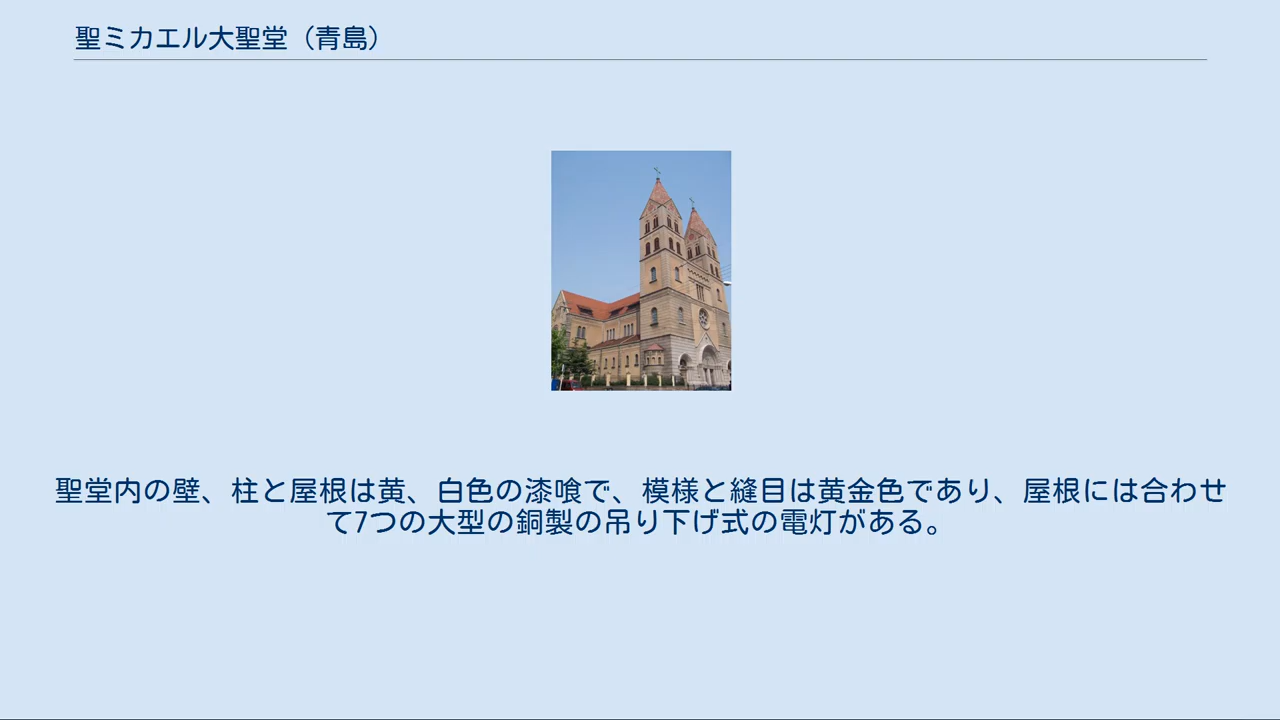 聖ミカエル大聖堂（青島）
聖堂内の壁、柱と屋根は黄、白色の漆喰で、模様と縫目は黄金色であり、屋根には合わせ
て7つの大型の銅製の吊り下げ式の電灯がある。